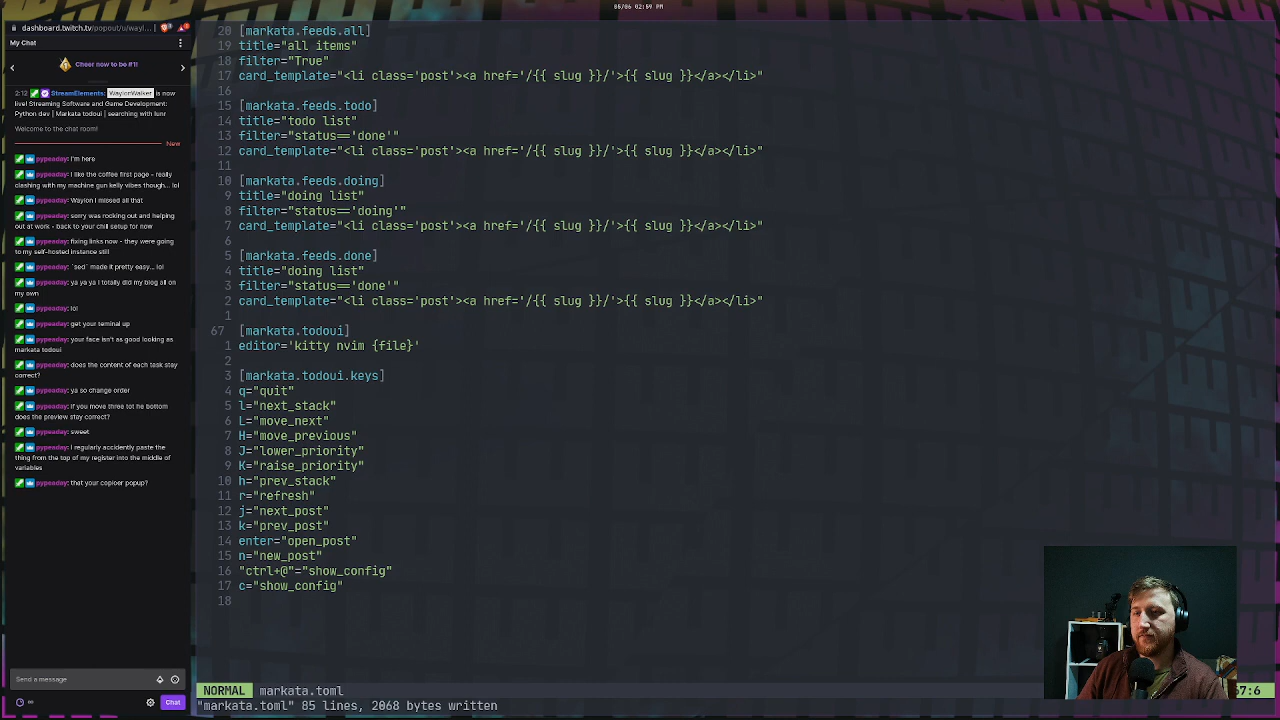 05/06 02:59 PM
dashboard.twitch.tv/popout/u/wayl...
My Chat
Cheer now to be #1!
2:12 StreamElements: WaylonWalker is now
live! Streaming Software and Game Development:
Python dev | Markata todoui | searching with lunr
Welcome to the chat room!
New
pypeaday: I'm here
pypeaday: I like the coffee first page - really
clashing with my machine gun kelly vibes though... lol
pypeaday: Waylon I missed all that
pypeaday: sorry was rocking out and helping
out at work - back to your chill setup for now
pypeaday: fixing links now - they were going
to my self-hosted instance still
pypeaday: `sed` made it pretty easy... lol
pypeaday: ya ya ya I totally did my blog all on
my own
pypeaday: lol
pypeaday: get your teminal up
pypeaday: your face isn't as good looking as
markata todoui
pypeaday: does the content of each task stay
correct?
pypeaday: ya so change order
pypeaday: If you move three tot he bottom
does the preview stay correct?
pypeaday: sweet
pypeaday: I regularly accidently paste the
thing from the top of my register into the middle of
variables
pypeaday: that your copioer popup?
Send a message
Chat
20 [markata.feeds.all]
19 title="all items"
18 filter="True"
17 card_template="<li class='post'><a href='/{{ slug }}/'>{{ slug }}</a></li>"
16
15 [markata.feeds.todo]
14 title="todo list"
13 filter="status=='done'"
12 card_template="<li class='post'><a href='/{{ slug }}/'>{{ slug }}</a></li>"
11
10 [markata.feeds.doing]
9 title="doing list"
8 filter="status=='doing'"
7 card_template="<li class='post'><a href='/{{ slug }}/'>{{ slug }}</a></li>"
6
5 [markata.feeds.done]
4 title="doing list"
3 filter="status=='done'"
2 card_template="<li class='post'><a href='/{{ slug }}/'>{{ slug }}</a></li>"
1
67 [markata.todoui]
1 editor='kitty nvim {file}'
2
3 [markata.todoui.keys]
4 q="quit"
5 l="next_stack"
6 L="move_next"
7 H="move_previous"
8 J="lower_priority"
9 K="raise_priority"
10 h="prev_stack"
11 r="refresh"
12 j="next_post"
13 k="prev_post"
14 enter="open_post"
15 n="new_post"
16 "ctrl+@"="show_config"
17 c="show_config"
18
NORMAL markata.toml 67:6
"markata.toml" 85 lines, 2068 bytes written